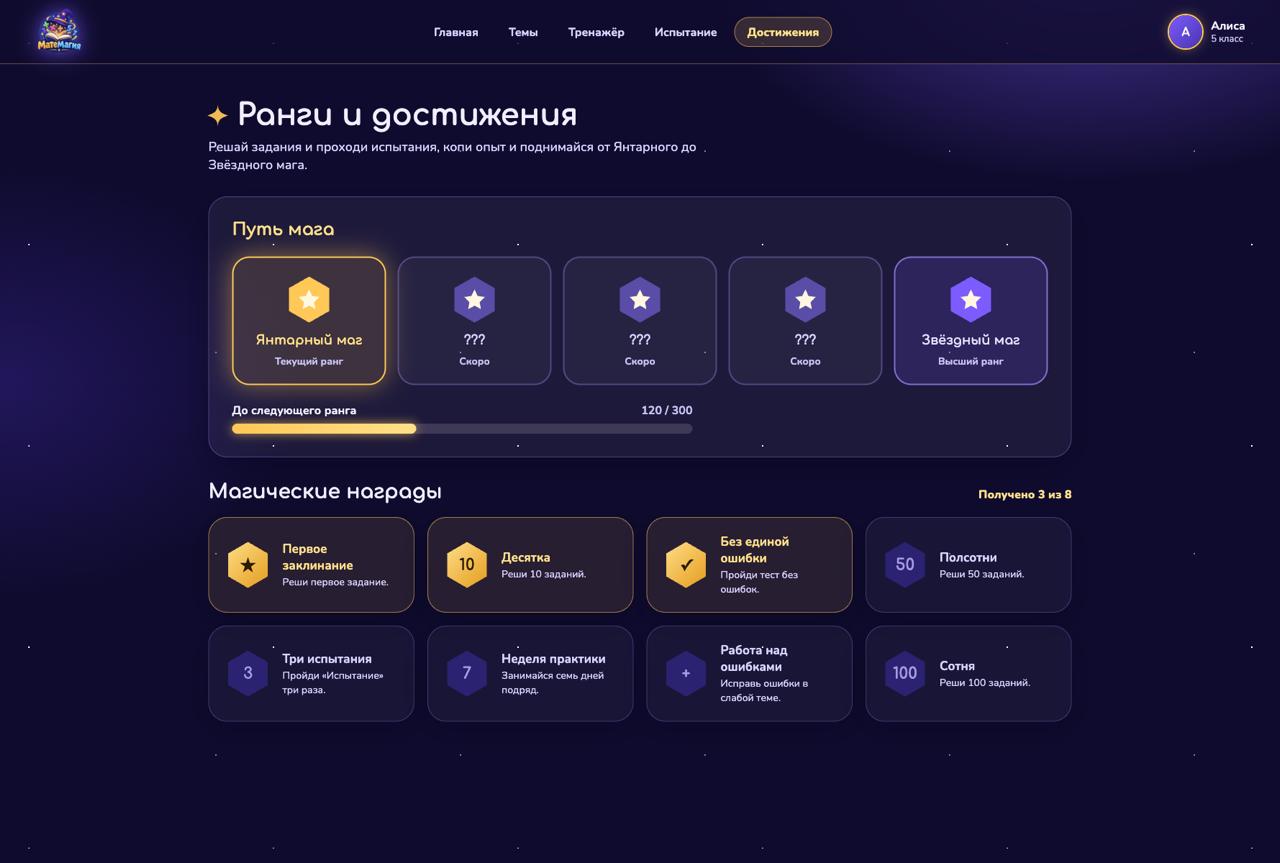 МатеМагия
Главная
Темы
Тренажёр
Испытание
Достижения
А
Алиса
5 класс
Ранги и достижения
Решай задания и проходи испытания, копи опыт и поднимайся от Янтарного до
Звёздного мага.
Путь мага
Янтарный маг
Текущий ранг
???
Скоро
???
Скоро
???
Скоро
Звёздный маг
Высший ранг
До следующего ранга
120 / 300
Магические награды
Получено 3 из 8
Первое
заклинание
Реши первое задание.
10
Десятка
Реши 10 заданий.
Без единой
ошибки
Пройди тест без
ошибок.
50
Полсотни
Реши 50 заданий.
3
Три испытания
Пройди «Испытание»
три раза.
7
Неделя практики
Занимайся семь дней
подряд.
+
Работа над
ошибками
Исправь ошибки в
слабой теме.
100
Сотня
Реши 100 заданий.